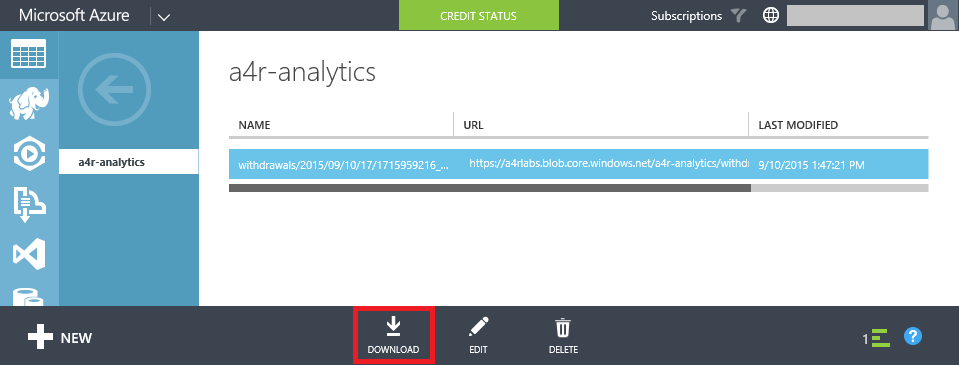 Microsoft Azure
CREDIT STATUS
Subscriptions
a4r-analytics
a4r-analytics
NAME
URL
LAST MODIFIED
withdrawals/2015/09/10/17/1715959216_...
https://a4rlabs.blob.core.windows.net/a4r-analytics/withdr
9/10/2015 1:47:21 PM
NEW
DOWNLOAD
EDIT
DELETE
1
?